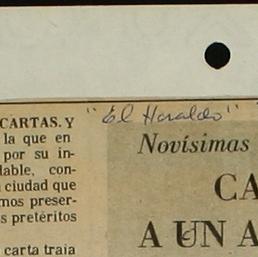 "El Heraldo"
CARTAS. Y
la que en
por su in-
dable, con-
ciudad que
mos preser-
s pretéritos
carta traía
Novísimas
CA
A UN A